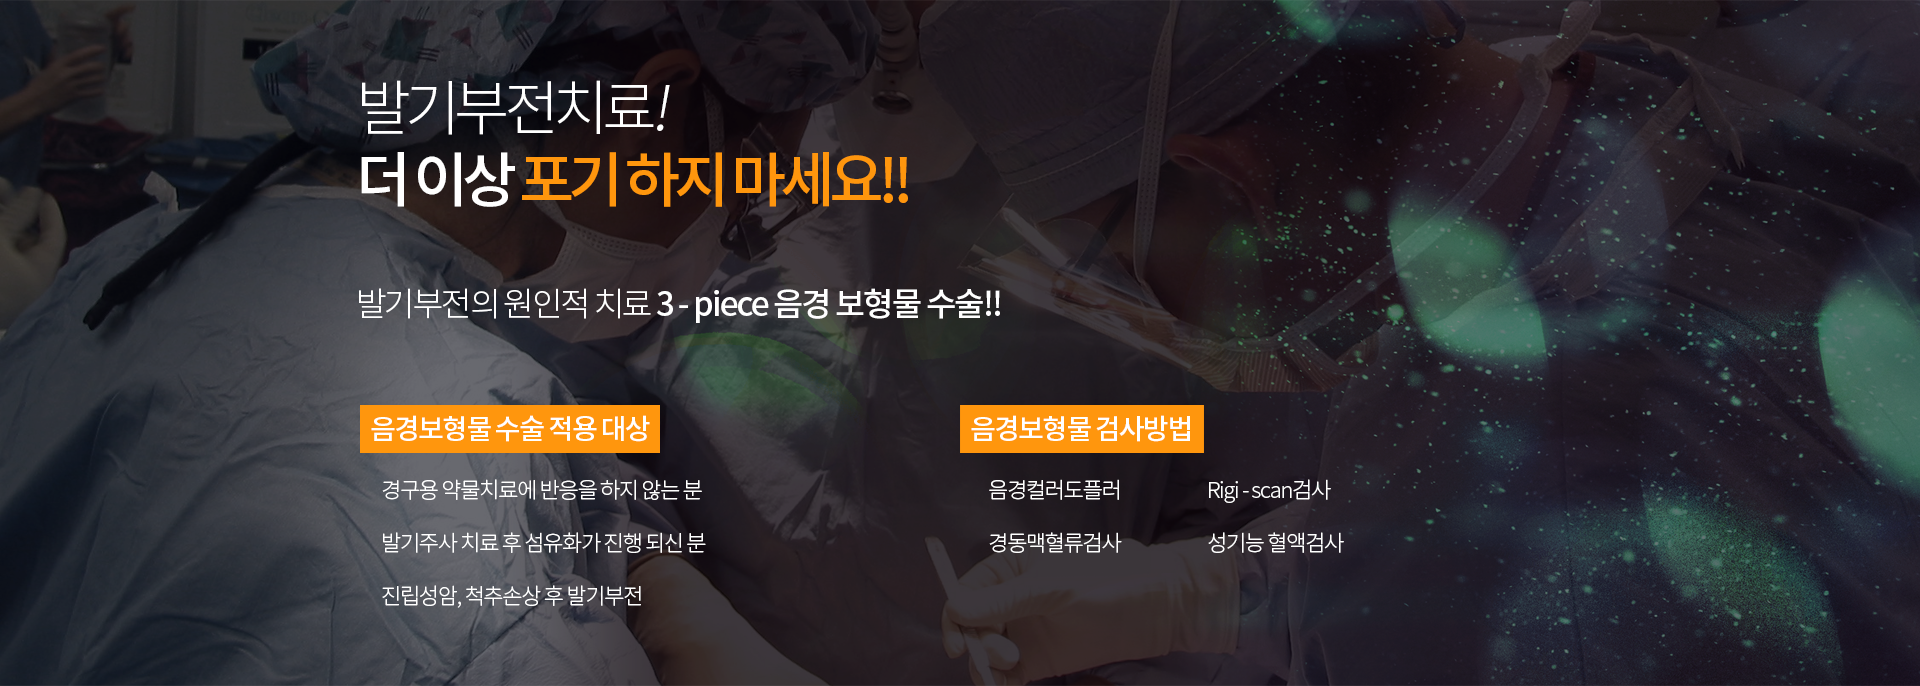 발기부전치료!
더 이상 포기 하지 마세요!!
발기부전의 원인적 치료 3 - piece 음경 보형물 수술!!
음경보형물 수술 적용 대상
경구용 약물치료에 반응을 하지 않는 분
발기주사 치료 후 섬유화가 진행 되신 분
진립성암, 척추손상 후 발기부전
음경보형물 검사방법
음경컬러도플러
Rigi - scan검사
경동맥혈류검사
성기능 혈액검사